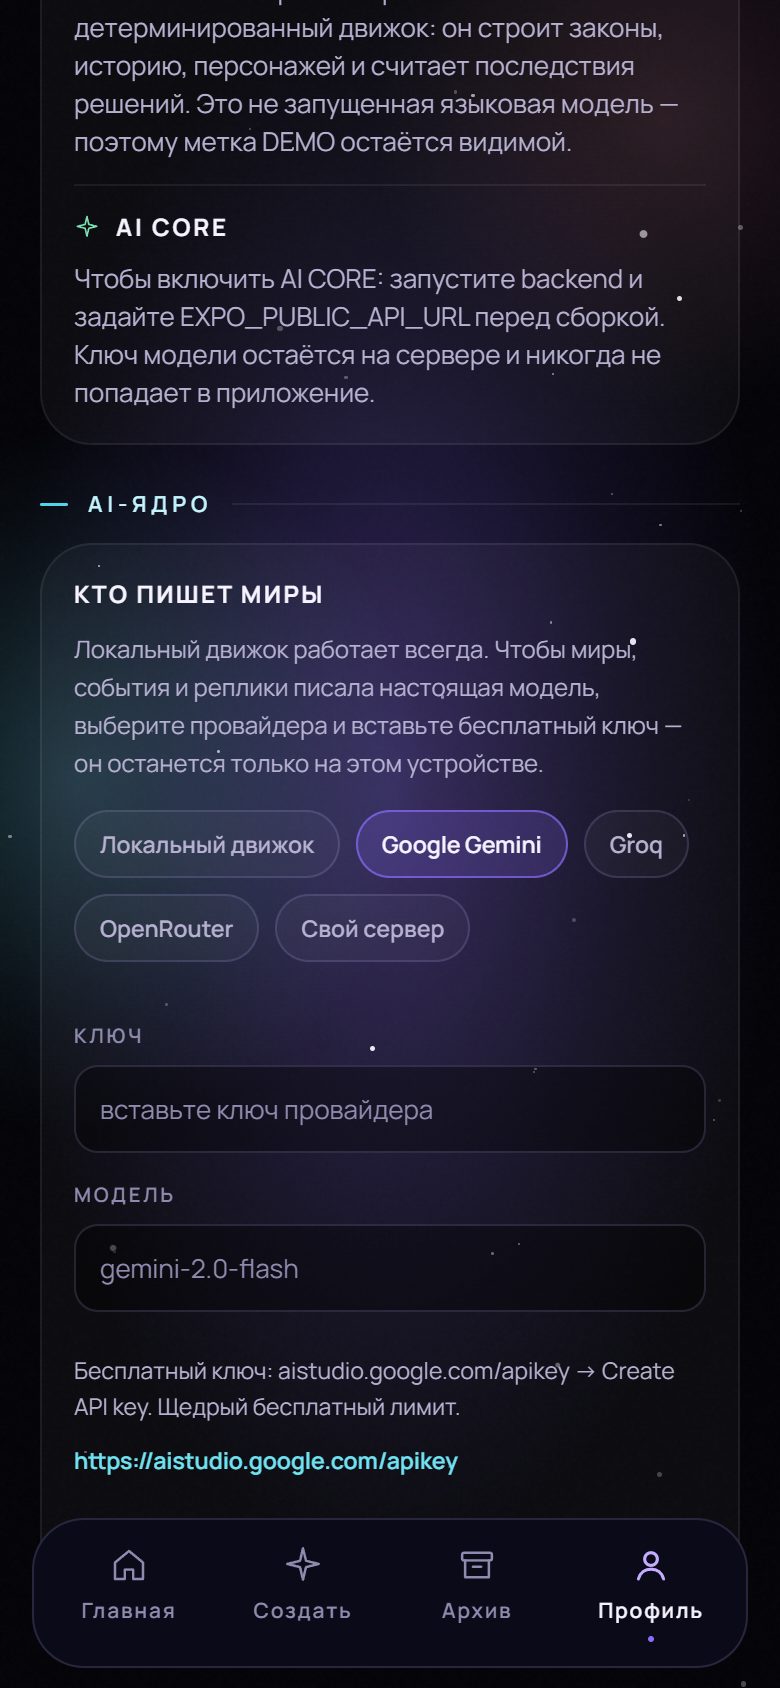 детерминированный движок: он строит законы,
историю, персонажей и считает последствия
решений. Это не запущенная языковая модель —
поэтому метка DEMO остаётся видимой.
AI CORE
Чтобы включить AI CORE: запустите backend и
задайте EXPO_PUBLIC_API_URL перед сборкой.
Ключ модели остаётся на сервере и никогда не
попадает в приложение.
AI-ЯДРО
КТО ПИШЕТ МИРЫ
Локальный движок работает всегда. Чтобы миры,
события и реплики писала настоящая модель,
выберите провайдера и вставьте бесплатный ключ —
он останется только на этом устройстве.
Локальный движок
Google Gemini
Groq
OpenRouter
Свой сервер
КЛЮЧ
вставьте ключ провайдера
МОДЕЛЬ
gemini-2.0-flash
Бесплатный ключ: aistudio.google.com/apikey → Create
API key. Щедрый бесплатный лимит.
https://aistudio.google.com/apikey
Главная
Создать
Архив
Профиль